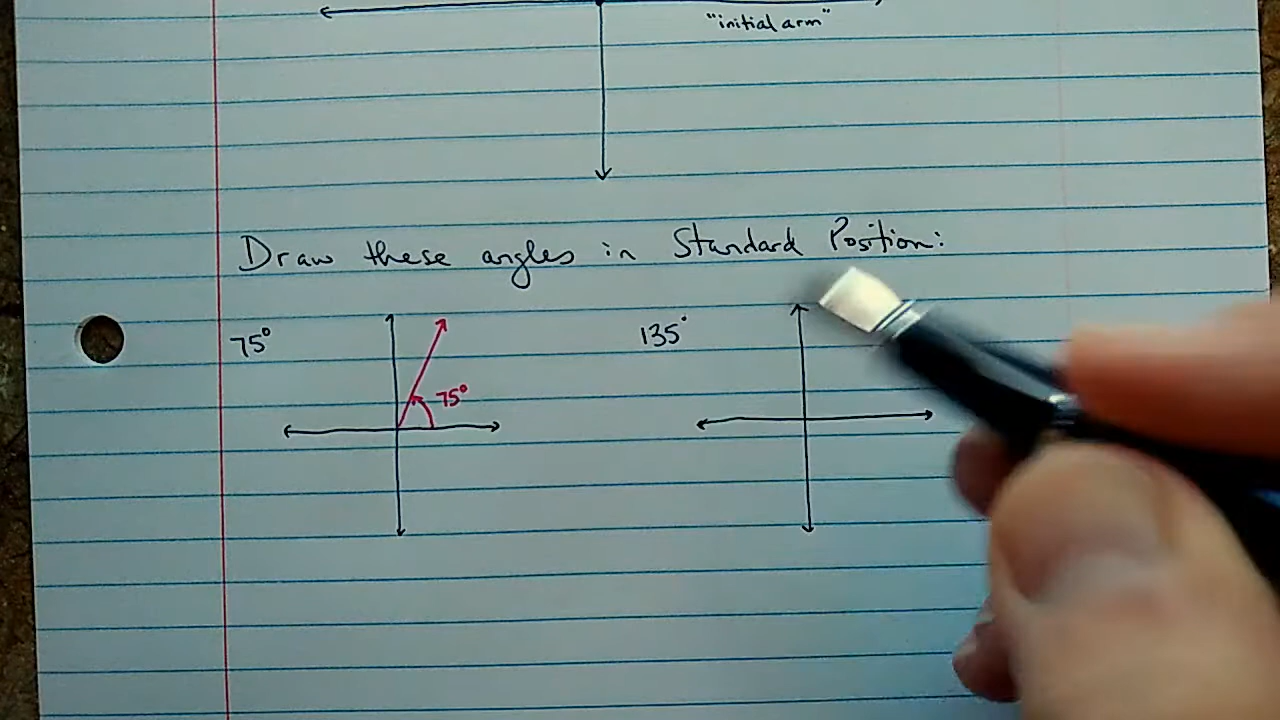 "initial arm"
Draw these angles in Standard Position:
75° 135°
75°